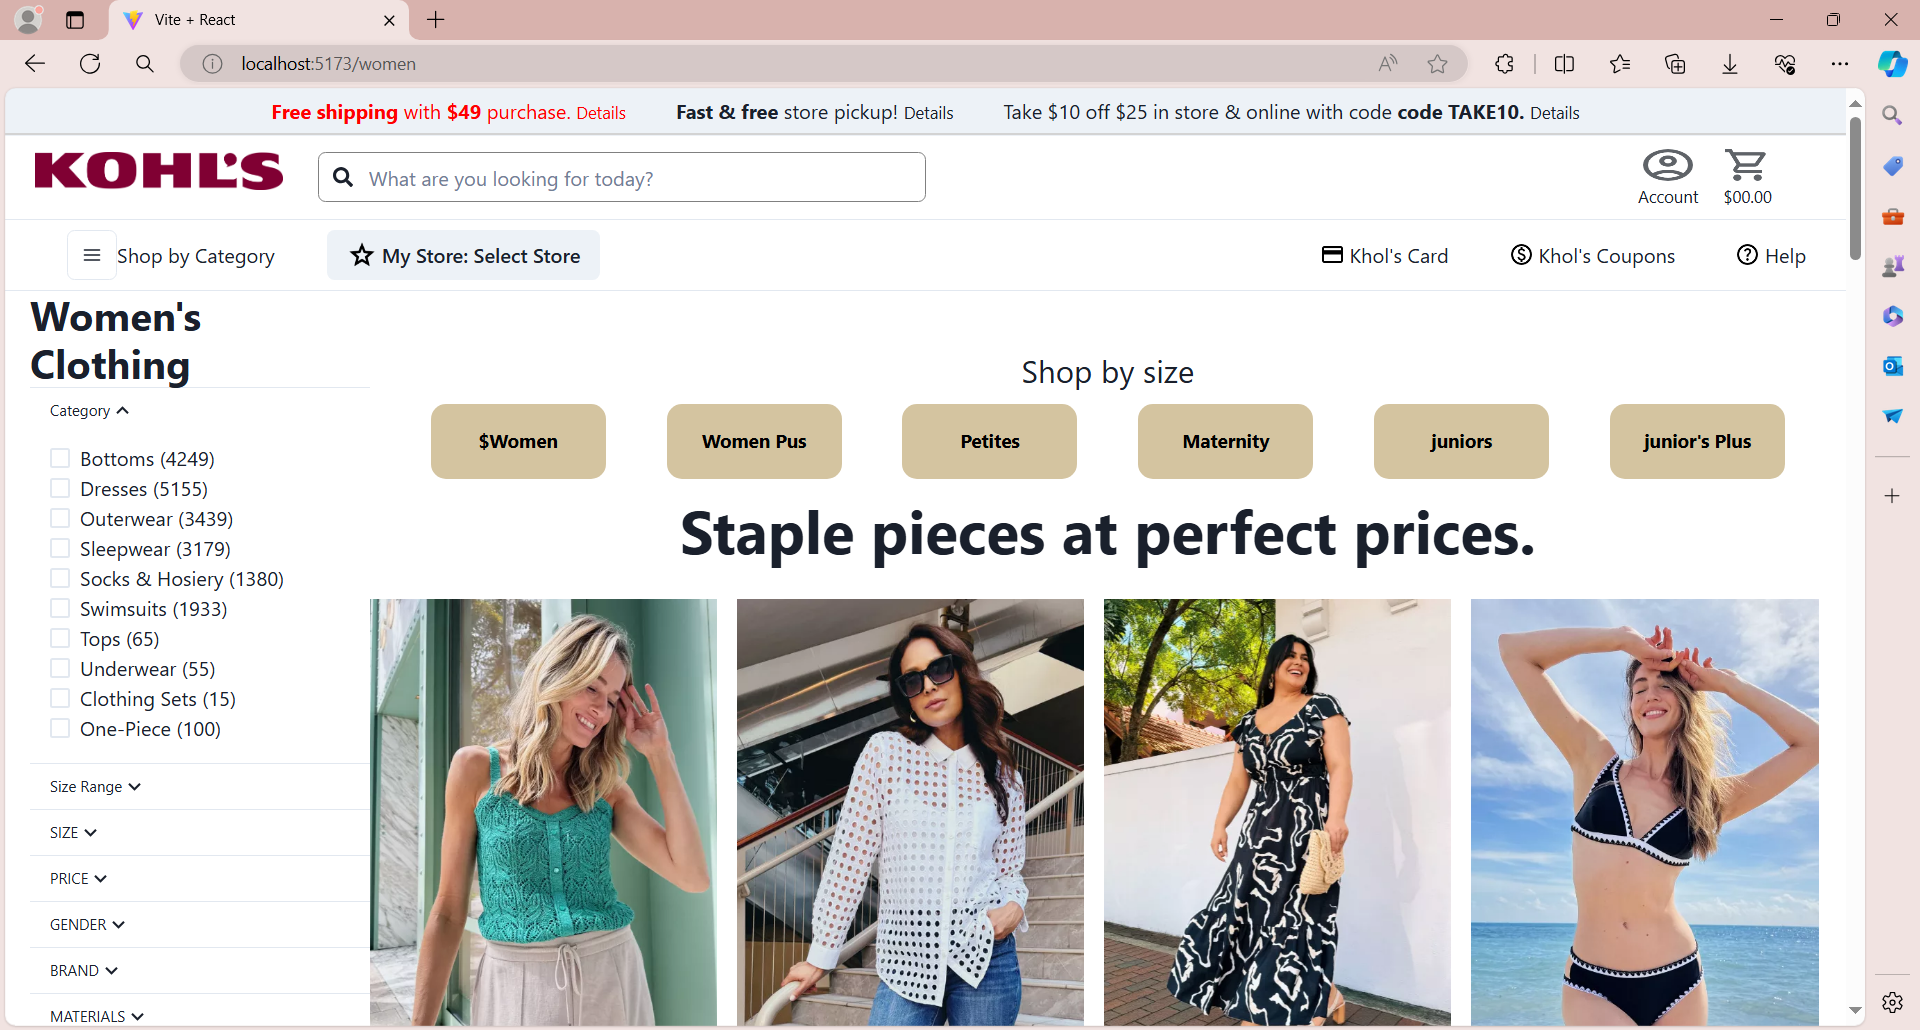 Vite + React
localhost:5173/women
Free shipping with $49 purchase. Details
Fast & free store pickup! Details
Take $10 off $25 in store & online with code code TAKE10. Details
KOHL'S
What are you looking for today?
Account
$00.00
Shop by Category
My Store: Select Store
Khol's Card
Khol's Coupons
Help
Women's
Clothing
Category
Bottoms (4249)
Dresses (5155)
Outerwear (3439)
Sleepwear (3179)
Socks & Hosiery (1380)
Swimsuits (1933)
Tops (65)
Underwear (55)
Clothing Sets (15)
One-Piece (100)
Size Range
SIZE
PRICE
GENDER
BRAND
MATERIALS
Shop by size
$Women
Women Pus
Petites
Maternity
juniors
junior's Plus
Staple pieces at perfect prices.